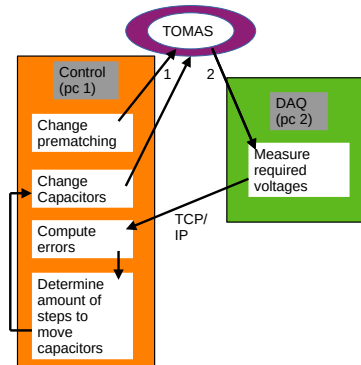 TOMAS
Control
(pc 1)
1
2
DAQ
(pc 2)
Change
prematching
Measure
required
voltages
Change
Capacitors
TCP/
IP
Compute
errors
Determine
amount of
steps to
move
capacitors